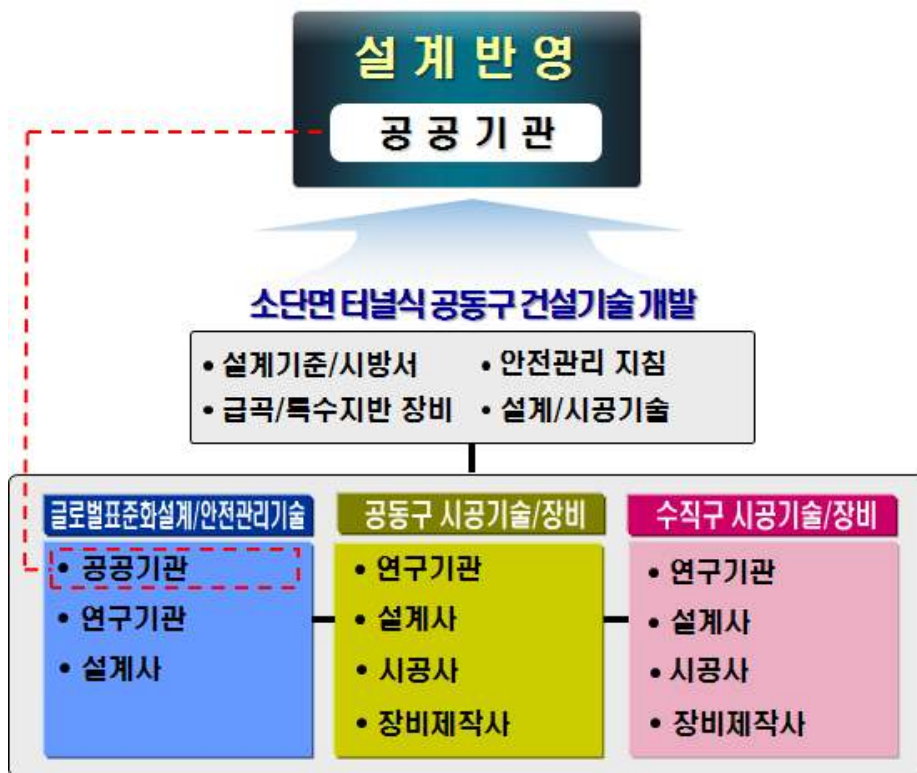 설계반영
공공기관
소단면 터널식 공동구 건설기술 개발
• 설계기준/시방서 • 안전관리 지침
• 급곡/특수지반 장비 • 설계/시공기술
글로벌표준화설계/안전관리기술
• 공공기관
• 연구기관
• 설계사
공동구 시공기술/장비
• 연구기관
• 설계사
• 시공사
• 장비제작사
수직구 시공기술/장비
• 연구기관
• 설계사
• 시공사
• 장비제작사